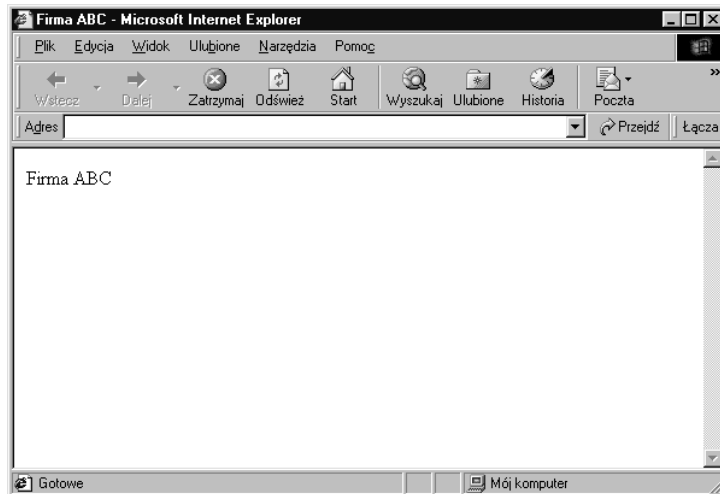 Firma ABC - Microsoft Internet Explorer
Plik Edycja Widok Ulubione Narzędzia Pomoc
Wstecz Dalej Zatrzymaj Odśwież Start Wyszukaj Ulubione Historia Poczta »
Adres Przejdź Łącza
Firma ABC
Gotowe Mój komputer